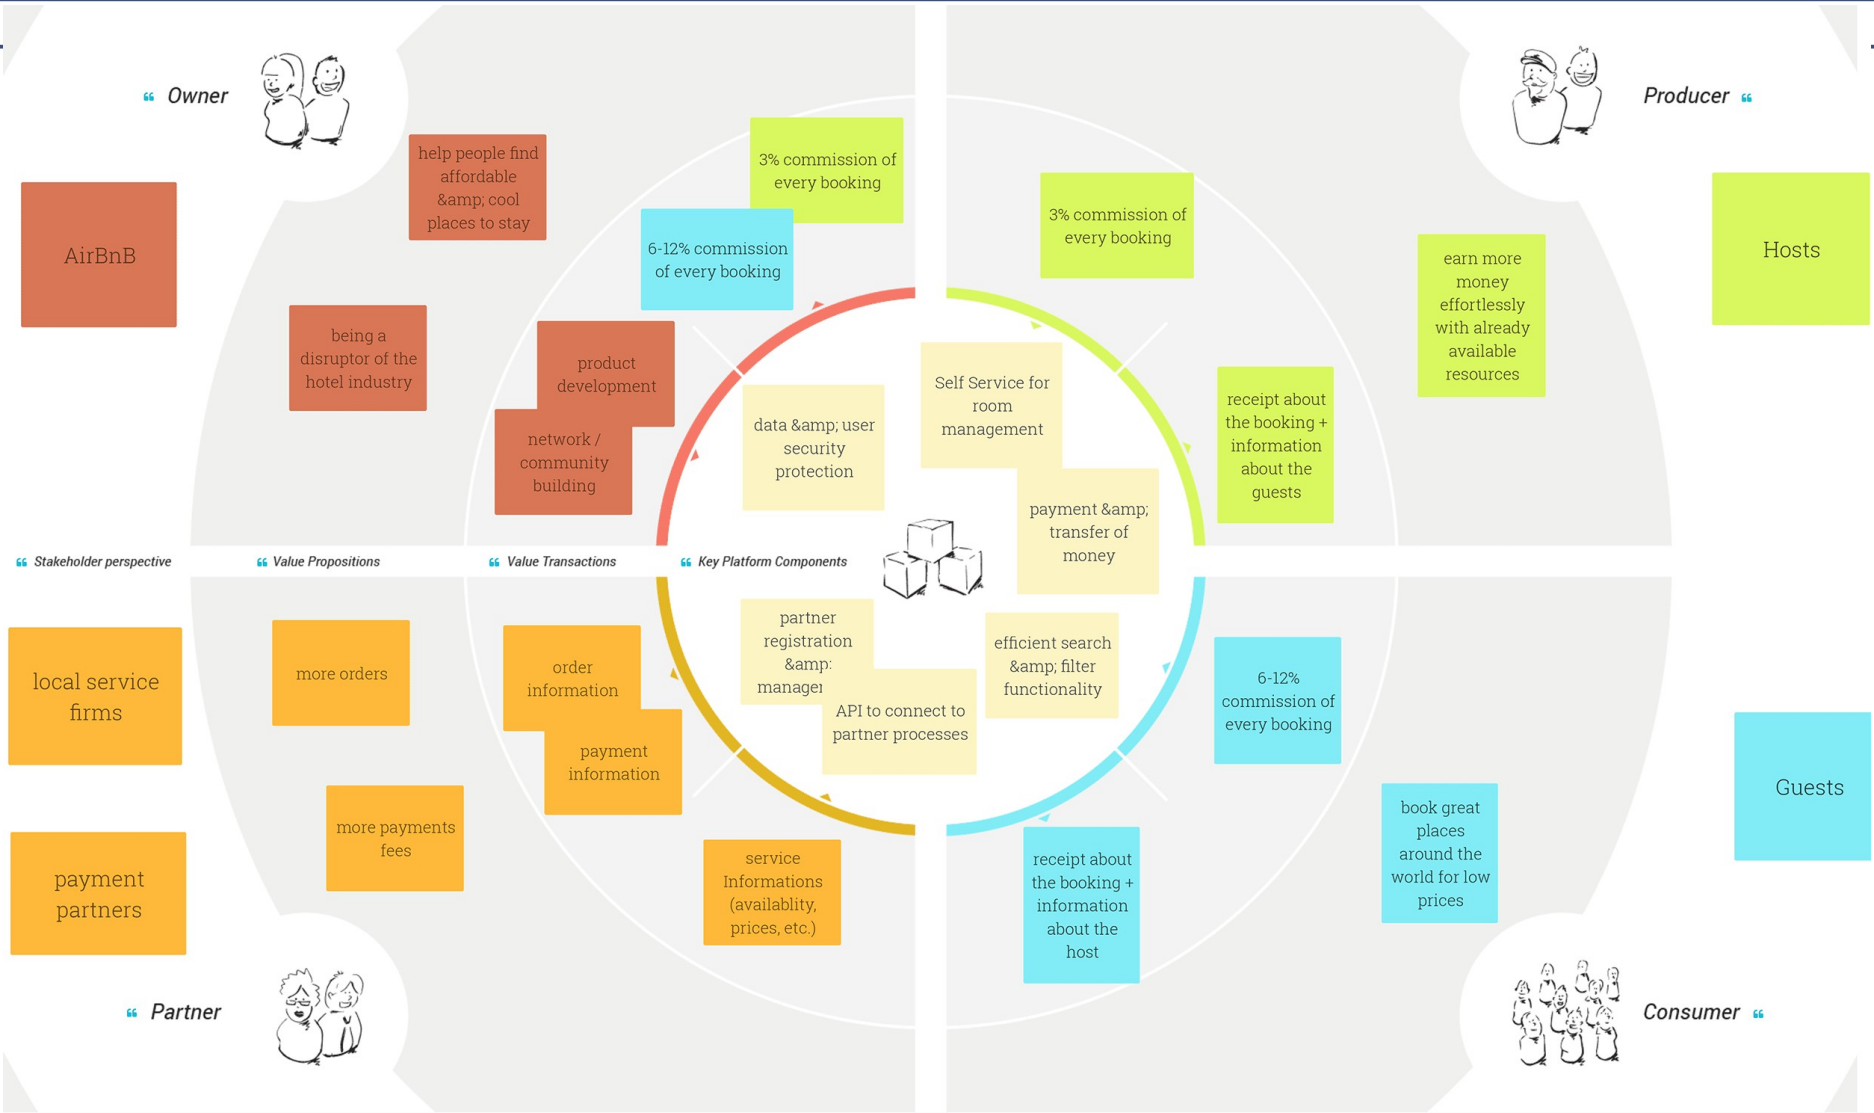 Owner
Producer
AirBnB
help people find
affordable
&amp; cool
places to stay
being a
disruptor of the
hotel industry
product
development
network /
community
building
3% commission of
every booking
6-12% commission
of every booking
3% commission of
every booking
receipt about
the booking +
information
about the
guests
earn more
money
effortlessly
with already
available
resources
Hosts
data &amp; user
security
protection
Self Service for
room
management
payment &amp;
transfer of
money
Stakeholder perspective
Value Propositions
Value Transactions
Key Platform Components
local service
firms
payment
partners
more orders
more payments
fees
order
information
payment
information
service
Informations
(availablity,
prices, etc.)
partner
registration
&amp;
API to connect to
partner processes
efficient search
&amp; filter
functionality
6-12%
commission of
every booking
receipt about
the booking +
information
about the
host
book great
places
around the
world for low
prices
Guests
Partner
Consumer